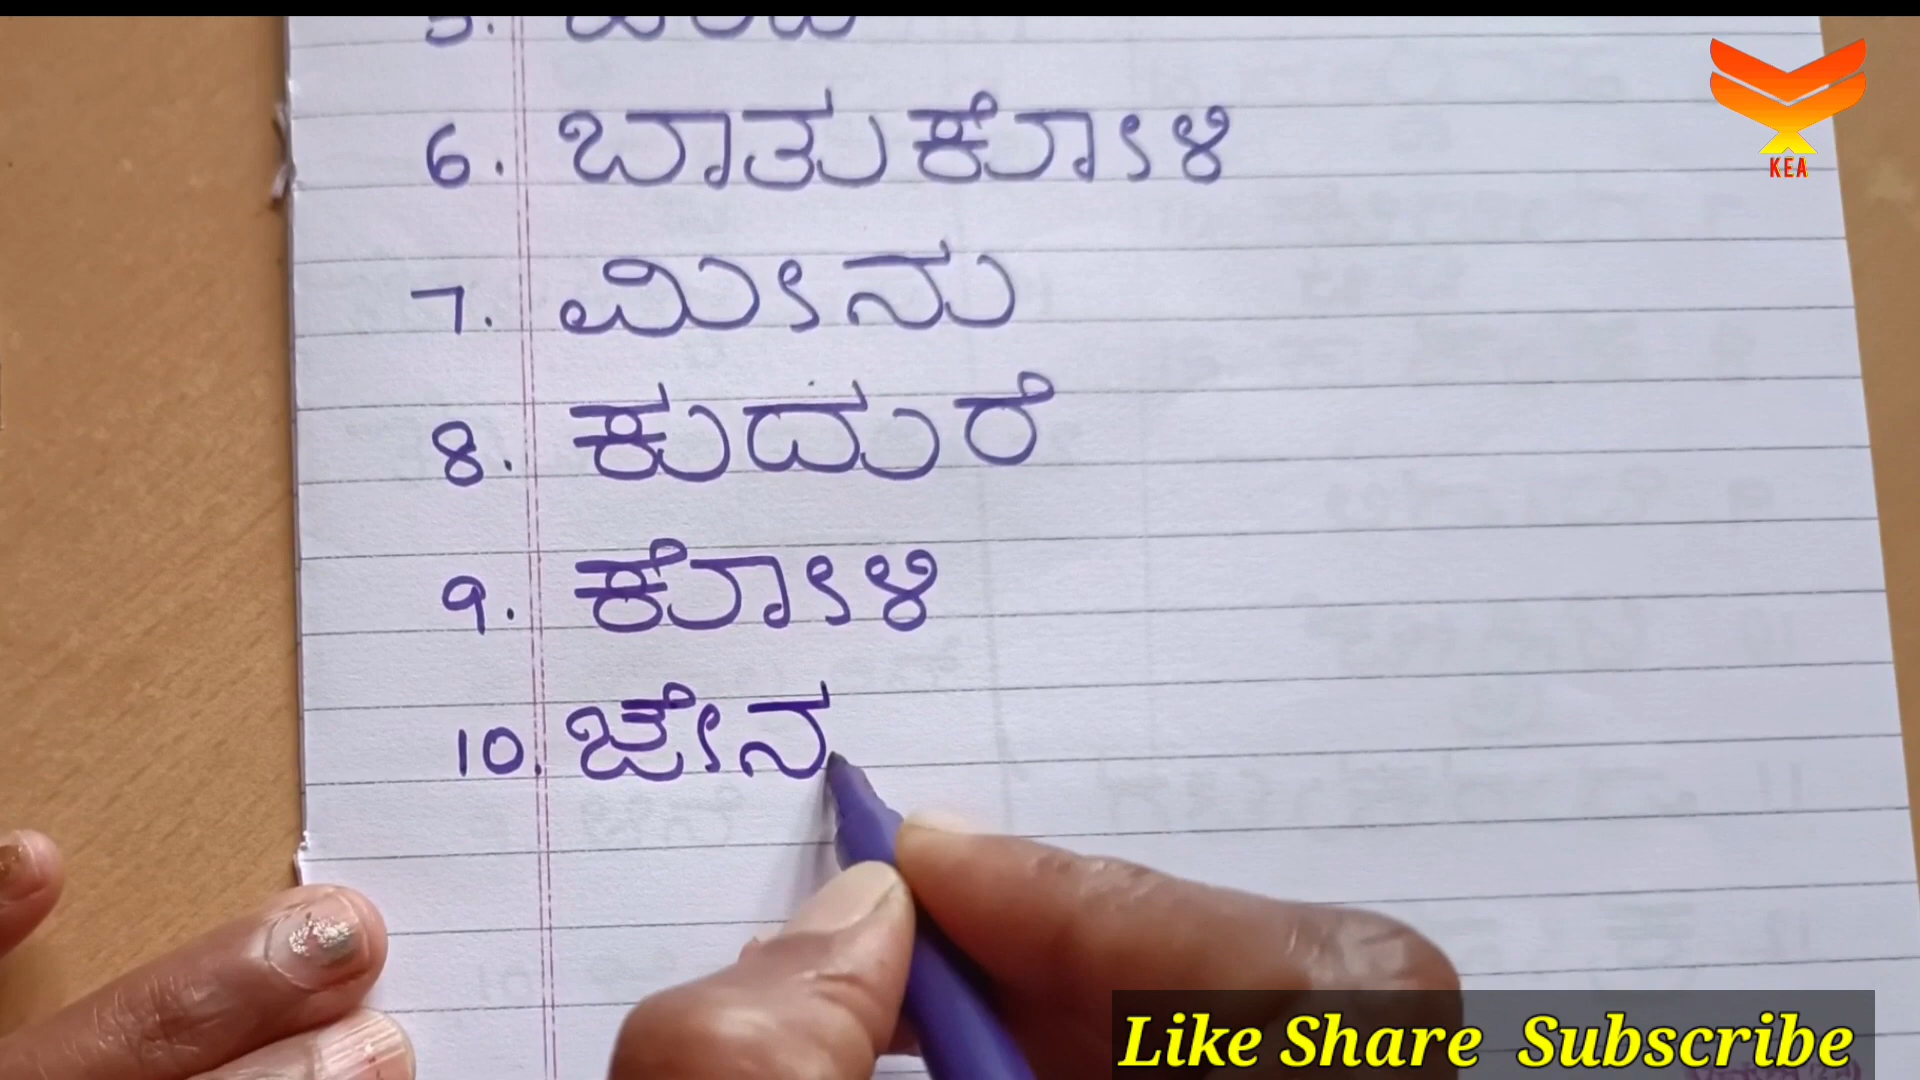 6. ಬಾತುಕೋಳಿ
7. ಮೀನು
8. ಕುದುರೆ
9. ಕೋಳಿ
10. ಜೇನ
KEA
Like Share Subscribe